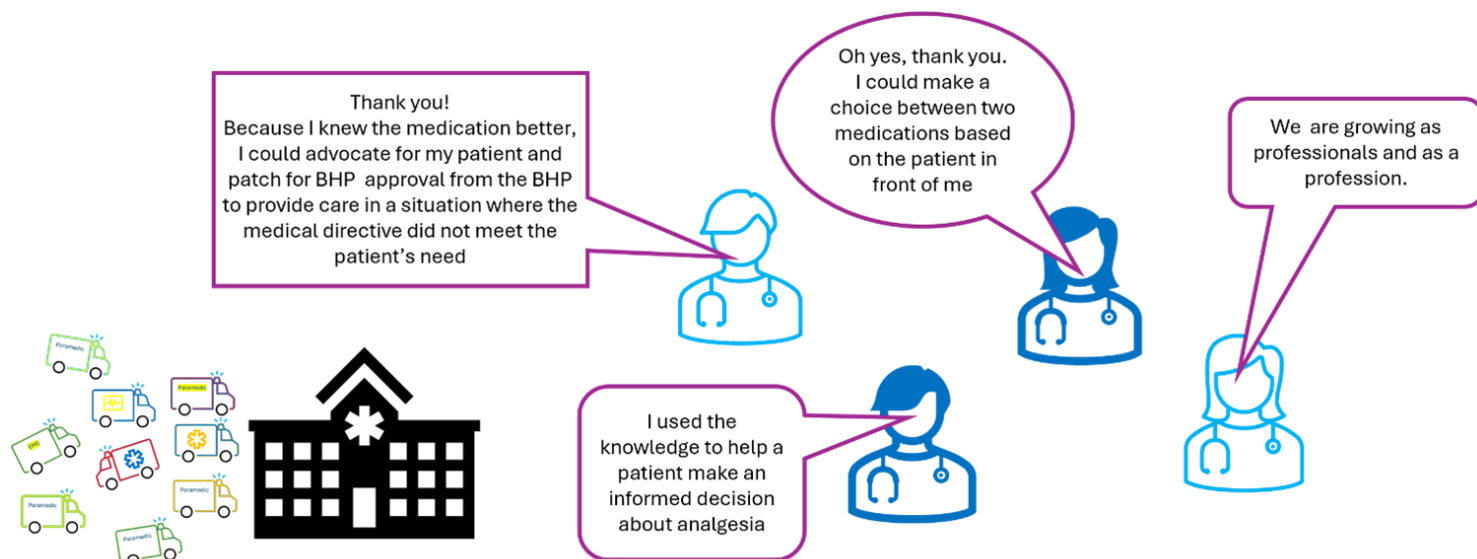 Thank you!
Because I knew the medication better,
I could advocate for my patient and
patch for BHP approval from the BHP
to provide care in a situation where the
medical directive did not meet the
patient's need
Oh yes, thank you.
I could make a
choice between two
medications based
on the patient in
front of me
We are growing as
professionals and as a
profession.
I used the
knowledge to help a
patient make an
informed decision
about analgesia
Paramedic
Paramedic
Paramedic
Paramedic
Paramedic